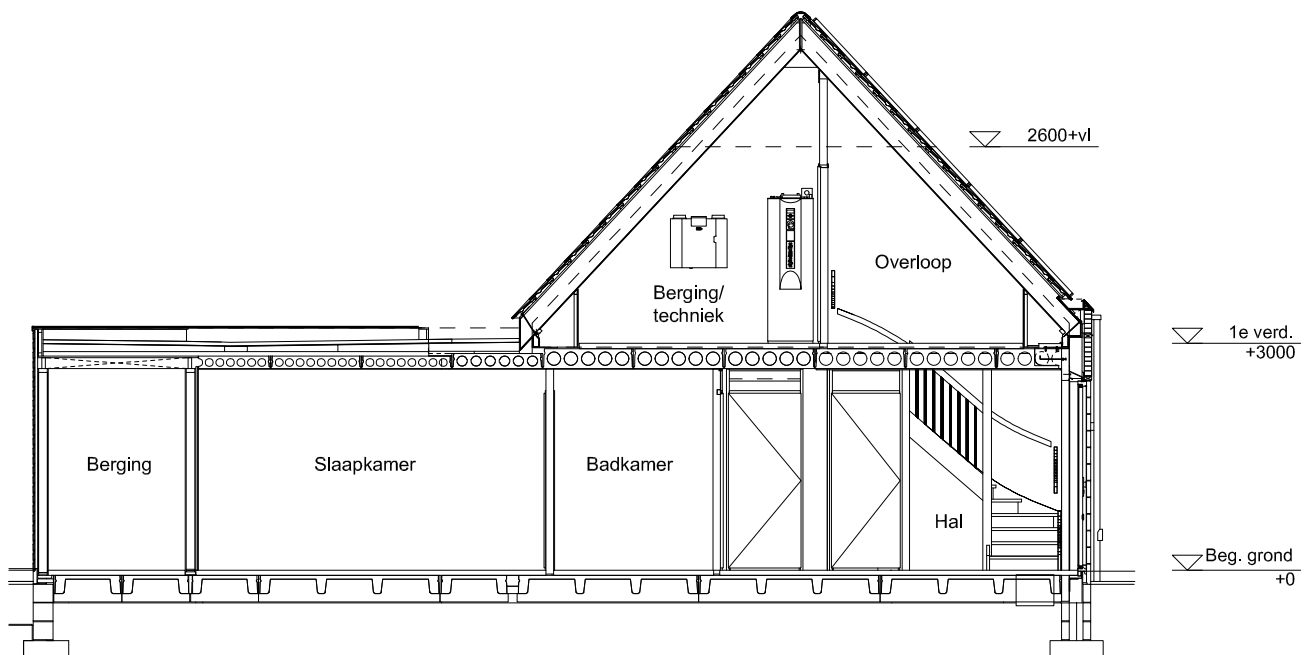 2600+vl
Overloop
Berging/
techniek
1e verd.
+3000
Berging
Slaapkamer
Badkamer
Hal
Beg. grond
+0